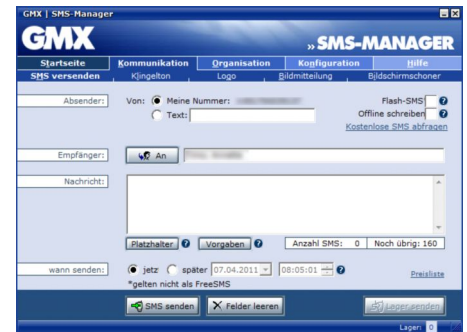 GMX | SMS-Manager
GMX » SMS-MANAGER
Startseite Kommunikation Organisation Konfiguration Hilfe
SMS versenden Klingelton Logo Bildmitteilung Bildschirmschoner
Absender: Von: Meine Nummer: Flash-SMS ?
Text: Offline schreiben ?
Kostenlose SMS abfragen
Empfänger: An
Nachricht:
Platzhalter ? Vorgaben ? Anzahl SMS: 0 Noch übrig: 160
wann senden: jetz später 07.04.2011 08:05:01 ? Preisliste
*gelten nicht als FreeSMS
SMS senden Felder leeren Lager senden
Lager: 0